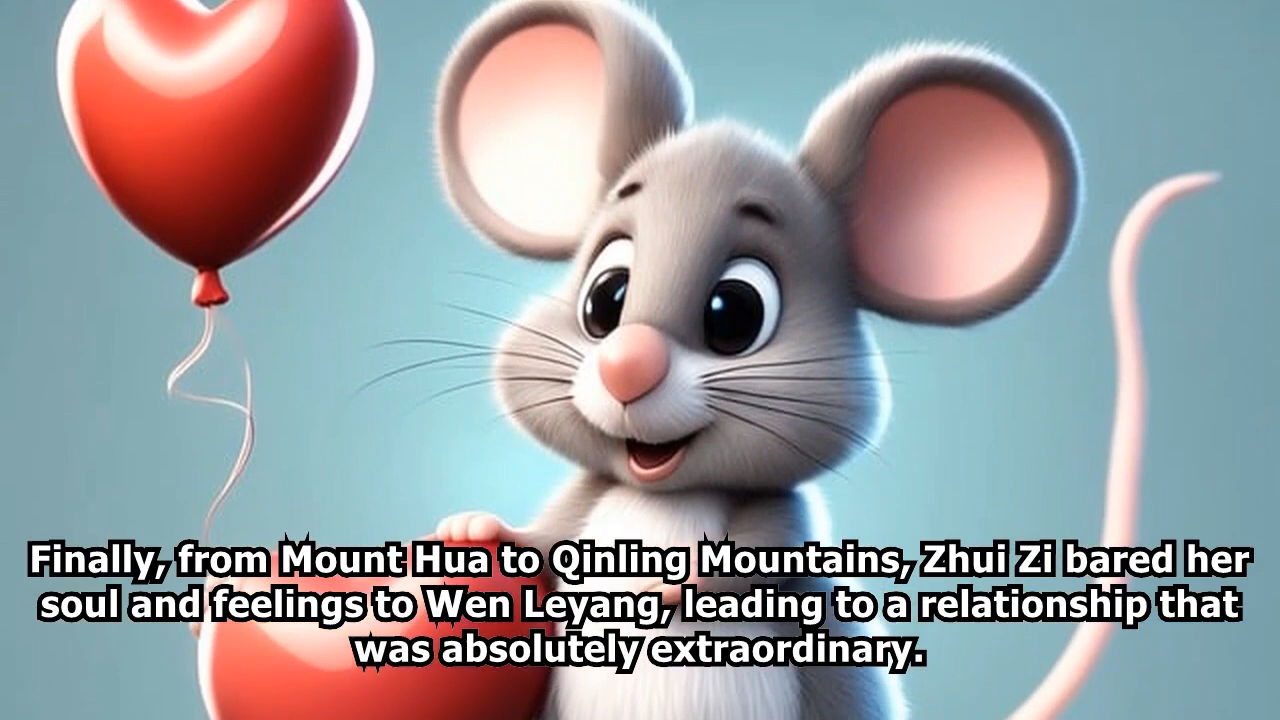 Finally, from Mount Hua to Qinling Mountains, Zhui Zi bared her
soul and feelings to Wen Leyang, leading to a relationship that
was absolutely extraordinary.